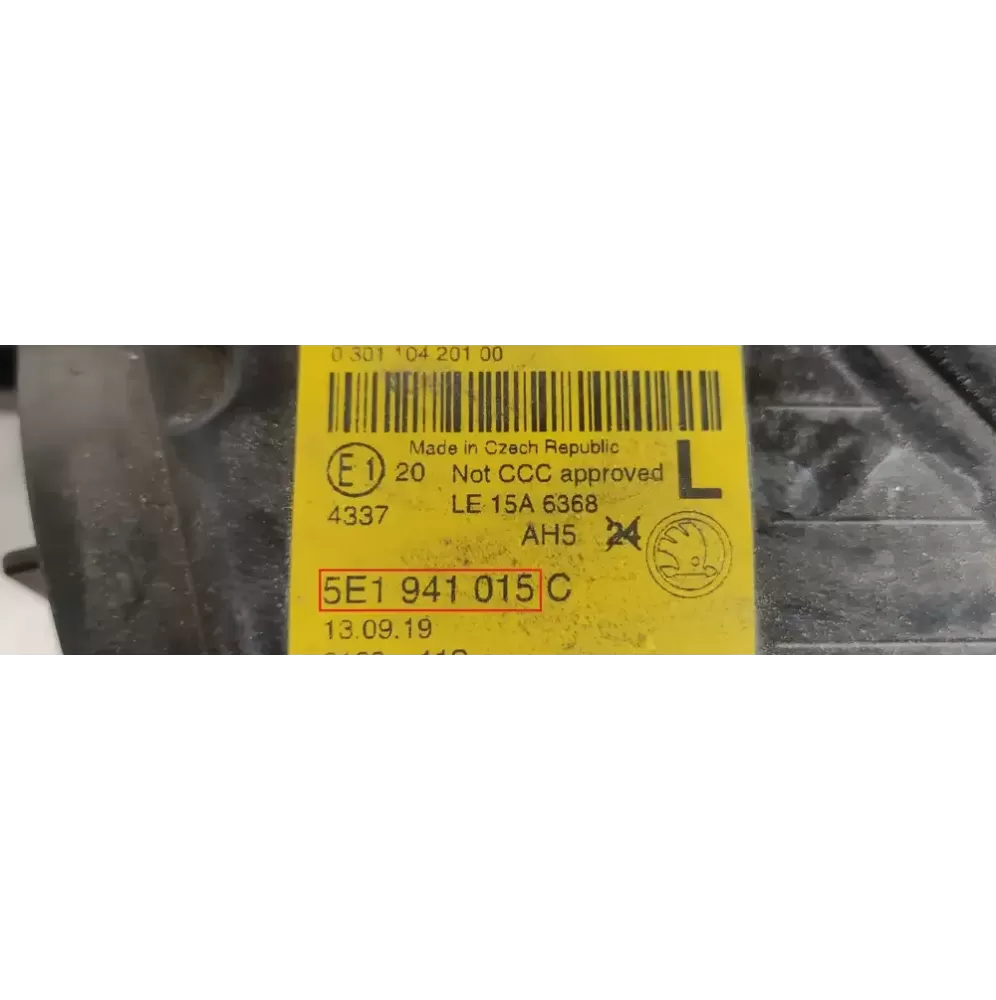 0 301 104 201 00
Made in Czech Republic
E1 20 Not CCC approved L
4337 LE 15A 6368
AH5 24
5E1 941 015 C
13.09.19